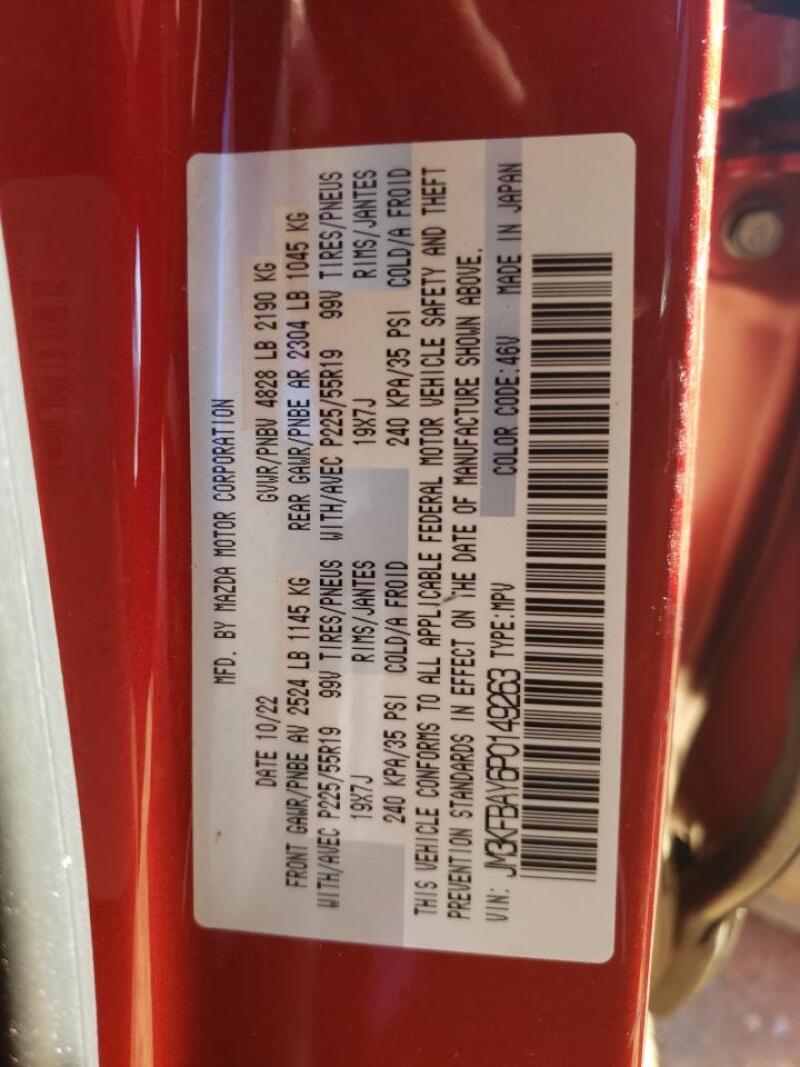 MFD. BY MAZDA MOTOR CORPORATION
DATE 10/22 GVWR/PNBV 4828 LB 2190 KG
FRONT GAWR/PNBE AV 2524 LB 1145 KG REAR GAWR/PNBE AR 2304 LB 1045 KG
WITH/AVEC P225/55R19 99V TIRES/PNEUS WITH/AVEC P225/55R19 99V TIRES/PNEUS
19X7J RIMS/JANTES 19X7J RIMS/JANTES
240 KPA/35 PSI COLD/A FROID 240 KPA/35 PSI COLD/A FROID
THIS VEHICLE CONFORMS TO ALL APPLICABLE FEDERAL MOTOR VEHICLE SAFETY AND THEFT
PREVENTION STANDARDS IN EFFECT ON THE DATE OF MANUFACTURE SHOWN ABOVE.
VIN: JM3KFBAY6P0149263 TYPE:MPV COLOR CODE:46V MADE IN JAPAN